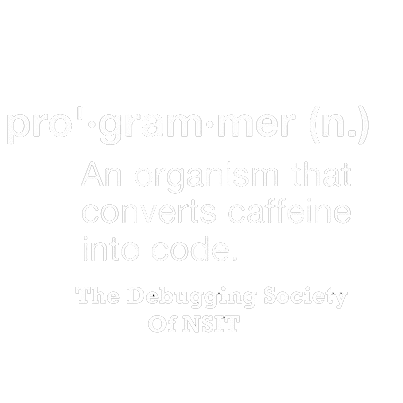 pro'·gram·mer (n.)
An organism that
converts caffeine
into code.
The Debugging Society
Of NSIT